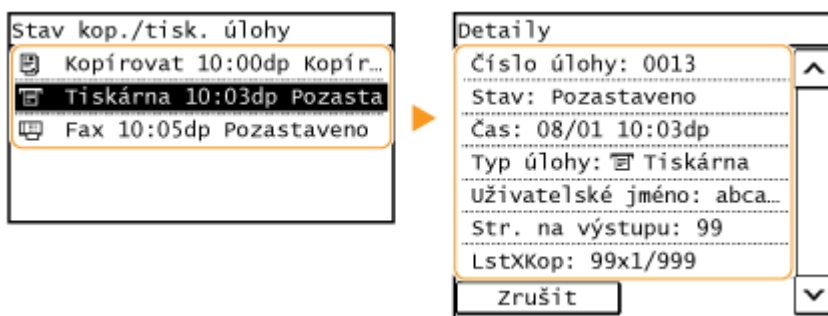 Stav kop./tisk. úlohy
Kopírovat 10:00dp Kopír…
Tiskárna 10:03dp Pozasta
Fax 10:05dp Pozastaveno
Detaily
Číslo úlohy: 0013
Stav: Pozastaveno
Čas: 08/01 10:03dp
Typ úlohy: Tiskárna
Uživatelské jméno: abca…
Str. na výstupu: 99
LstXKop: 99x1/999
Zrušit